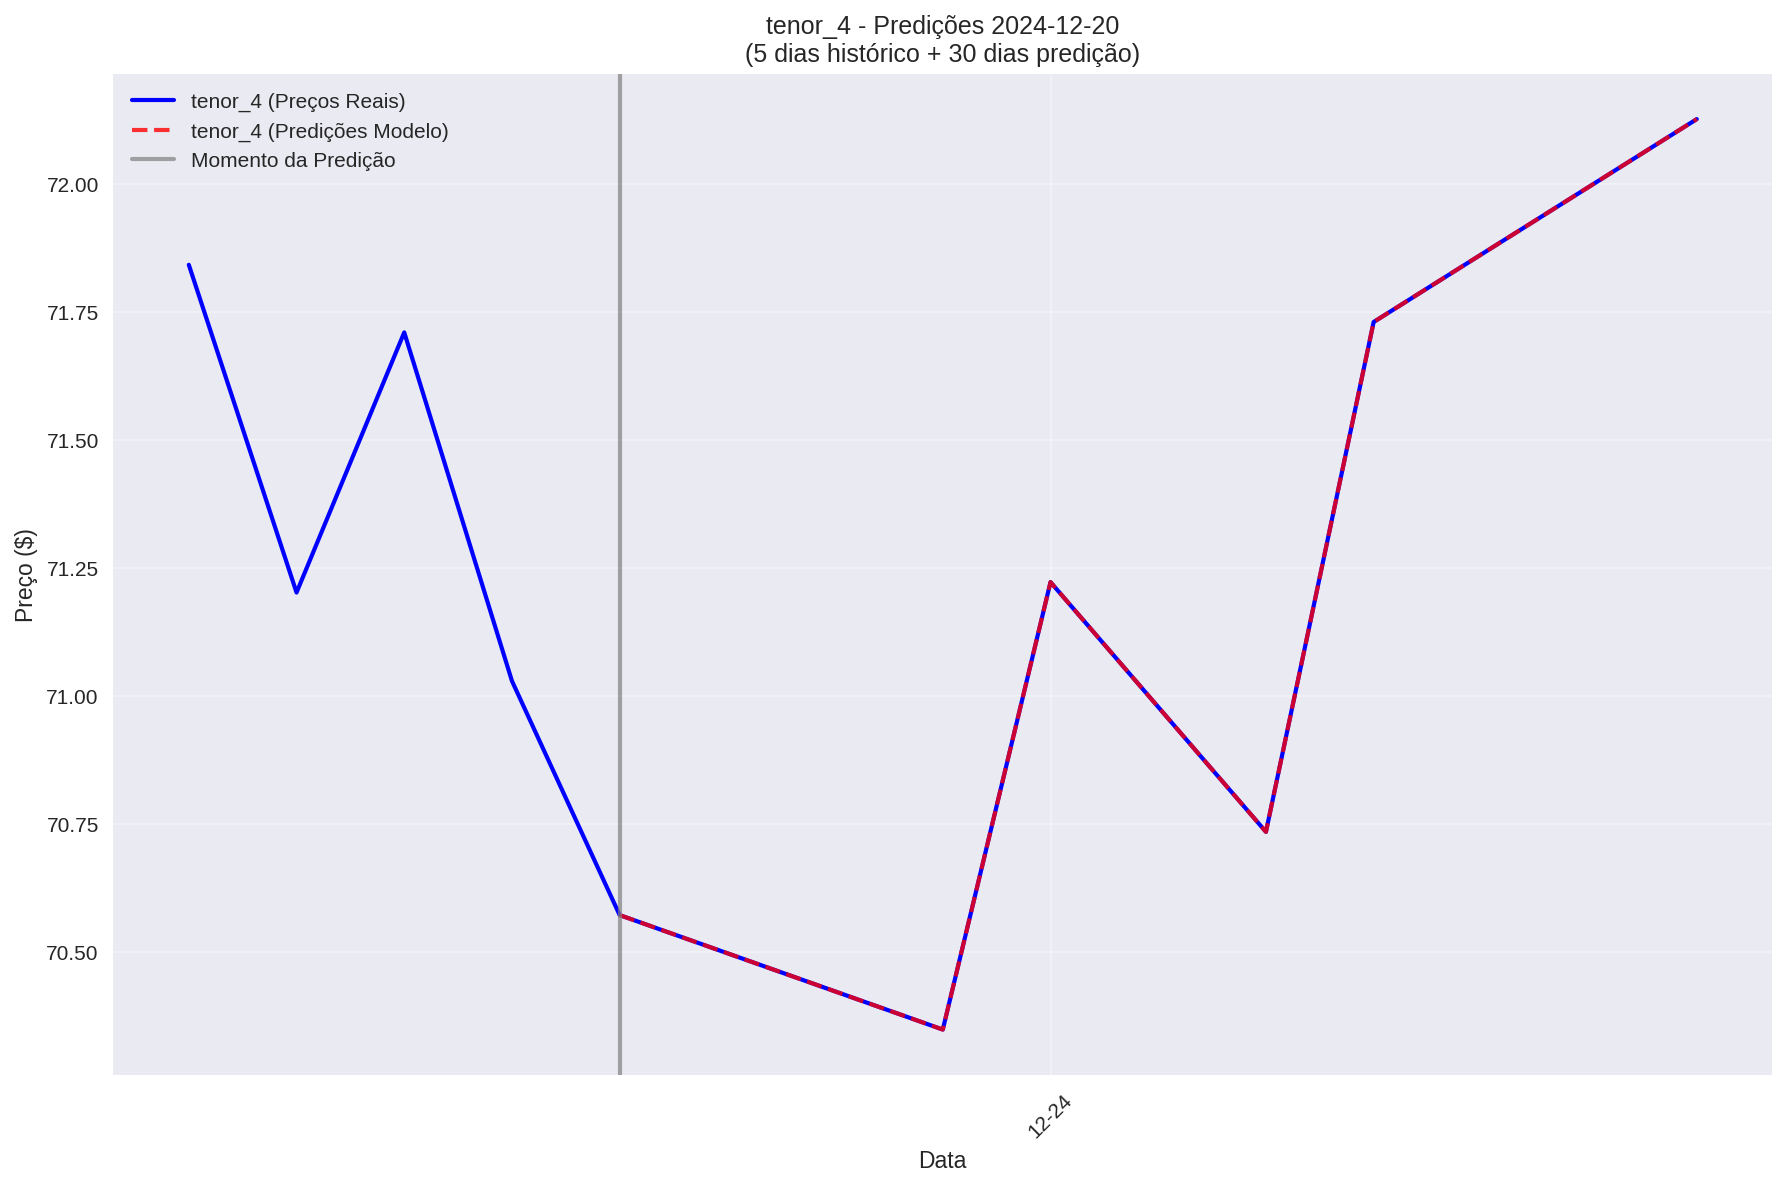 tenor_4 - Predições 2024-12-20
(5 dias histórico + 30 dias predição)
tenor_4 (Preços Reais)
tenor_4 (Predições Modelo)
Momento da Predição
72.00
71.75
71.50
71.25
71.00
70.75
70.50
Preço ($)
12-24
Data